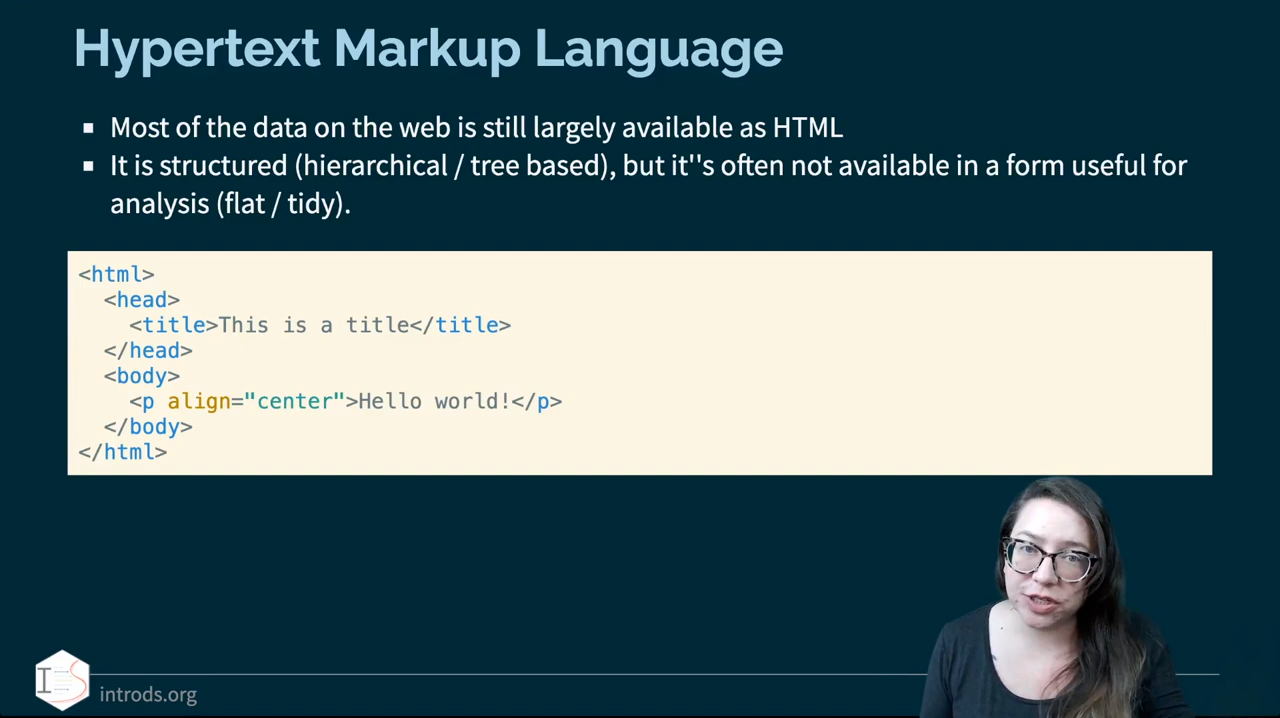 Hypertext Markup Language
Most of the data on the web is still largely available as HTML
It is structured (hierarchical / tree based), but it''s often not available in a form useful for
analysis (flat / tidy).
<html>
  <head>
    <title>This is a title</title>
  </head>
  <body>
    <p align="center">Hello world!</p>
  </body>
</html>
introds.org